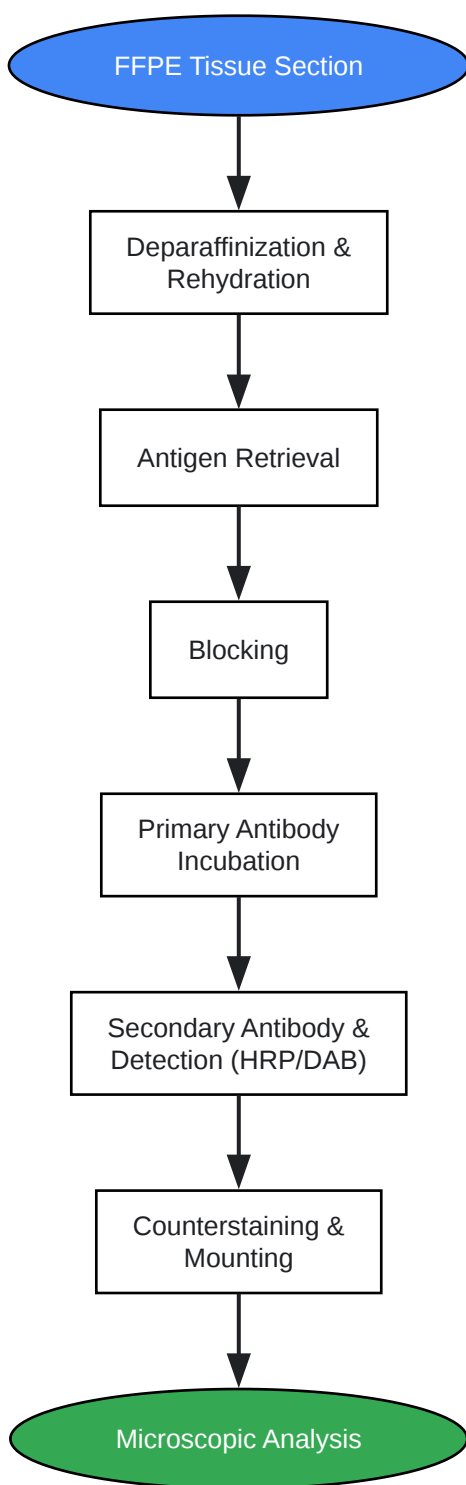 FFPE Tissue Section
Deparaffinization &
Rehydration
Antigen Retrieval
Blocking
Primary Antibody
Incubation
Secondary Antibody &
Detection (HRP/DAB)
Counterstaining &
Mounting
Microscopic Analysis